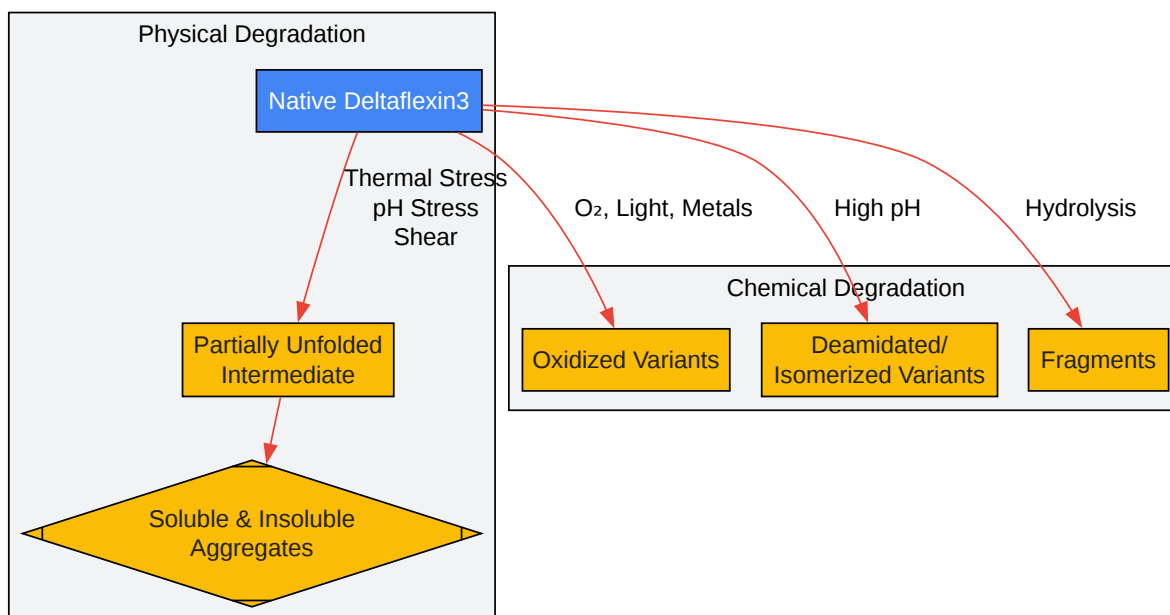 Physical Degradation
Native Deltaflexin3
Thermal Stress
pH Stress
Shear
O₂, Light, Metals
High pH
Hydrolysis
Chemical Degradation
Partially Unfolded
Intermediate
Oxidized Variants
Deamidated/
Isomerized Variants
Fragments
Soluble & Insoluble
Aggregates